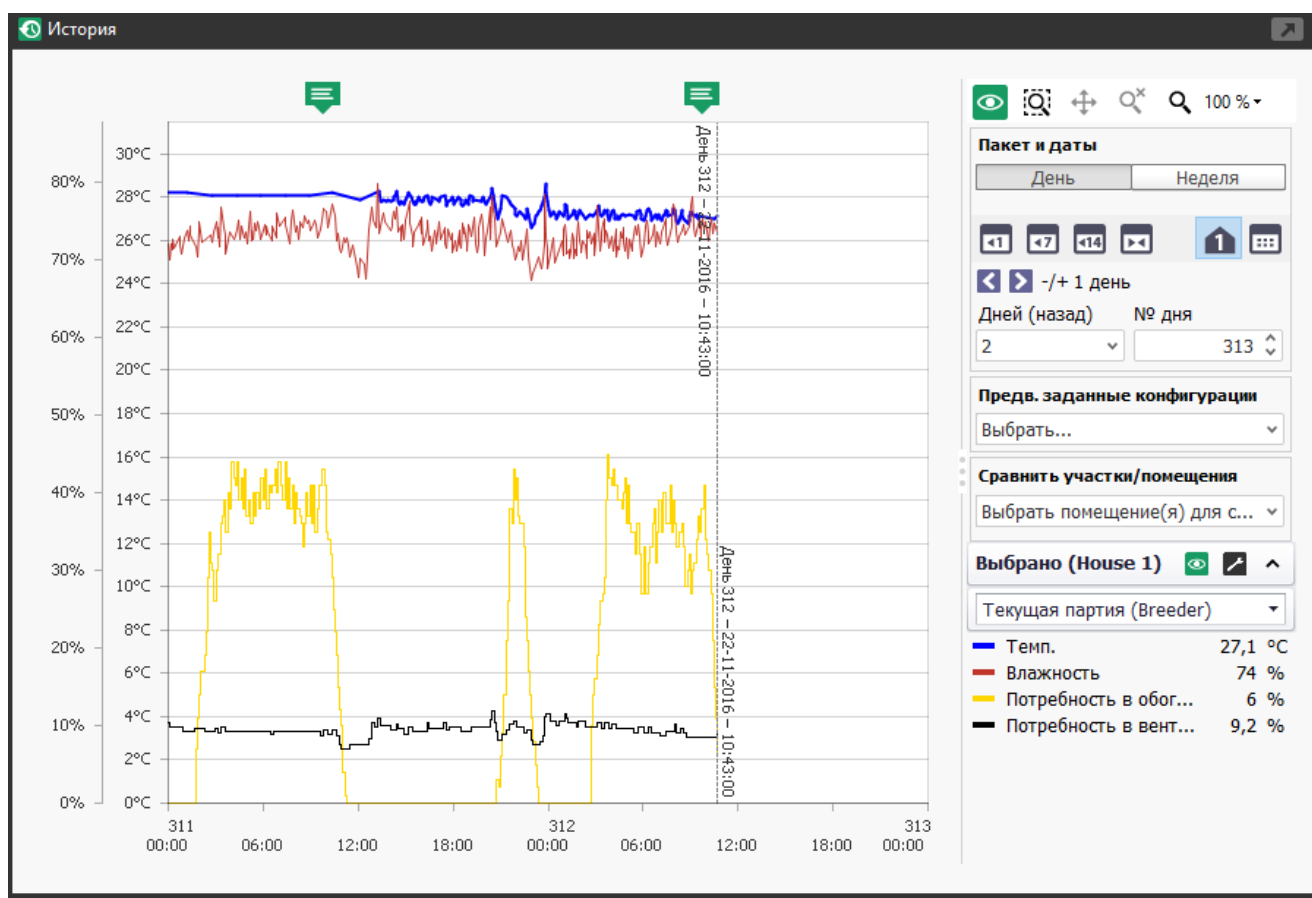 История
30°C
28°C
26°C
24°C
22°C
20°C
18°C
16°C
14°C
12°C
10°C
8°C
6°C
4°C
2°C
0°C
80%
70%
60%
50%
40%
30%
20%
10%
0%
День 312 – 22-11-2016 – 10:43:00
День 312 – 22-11-2016 – 10:43:00
311 312 313
00:00 06:00 12:00 18:00 00:00 06:00 12:00 18:00 00:00
100 %
Пакет и даты
День Неделя
1 7 14 1
-/+ 1 день
Дней (назад) № дня
2 313
Предв. заданные конфигурации
Выбрать...
Сравнить участки/помещения
Выбрать помещение(я) для с...
Выбрано (House 1)
Текущая партия (Breeder)
Темп. 27,1 °C
Влажность 74 %
Потребность в обог... 6 %
Потребность в вент... 9,2 %